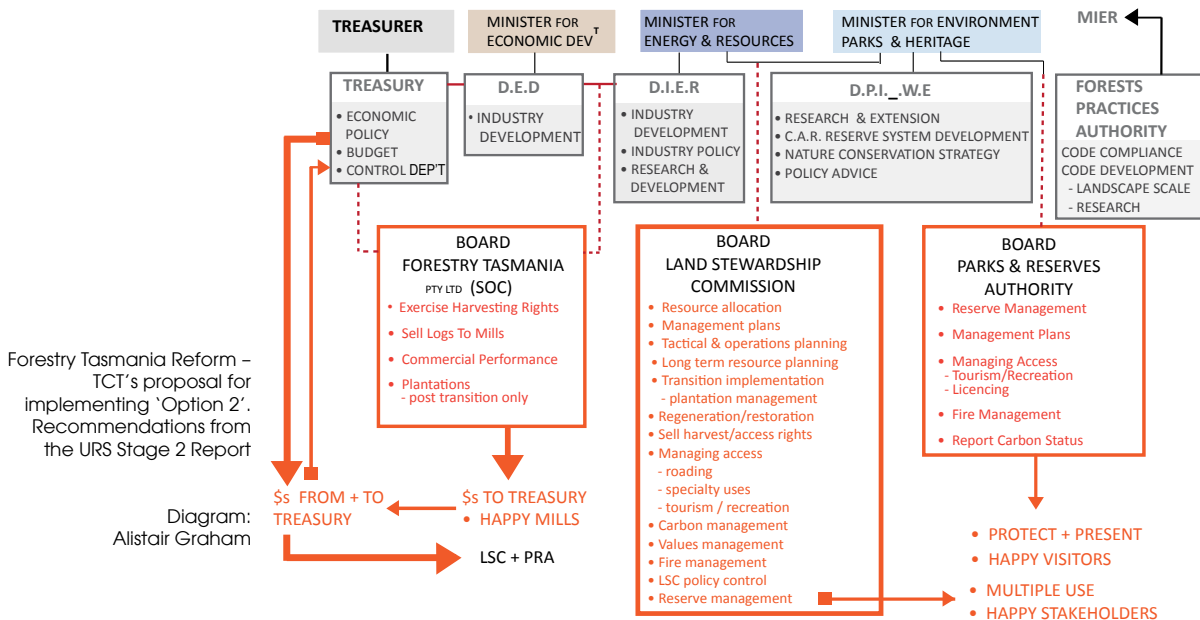 TREASURER
MINISTER FOR
ECONOMIC DEVT
MINISTER FOR
ENERGY & RESOURCES
MINISTER FOR ENVIRONMENT
PARKS & HERITAGE
MIER
TREASURY
• ECONOMIC
POLICY
• BUDGET
• CONTROL DEP'T
D.E.D
• INDUSTRY
DEVELOPMENT
D.I.E.R
• INDUSTRY
DEVELOPMENT
• INDUSTRY POLICY
• RESEARCH &
DEVELOPMENT
D.P.I._.W.E
• RESEARCH & EXTENSION
• C.A.R. RESERVE SYSTEM DEVELOPMENT
• NATURE CONSERVATION STRATEGY
• POLICY ADVICE
FORESTS
PRACTICES
AUTHORITY
CODE COMPLIANCE
CODE DEVELOPMENT
- LANDSCAPE SCALE
- RESEARCH
BOARD
FORESTRY TASMANIA
PTY LTD (SOC)
• Exercise Harvesting Rights
• Sell Logs To Mills
• Commercial Performance
• Plantations
- post transition only
BOARD
LAND STEWARDSHIP
COMMISSION
• Resource allocation
• Management plans
• Tactical & operations planning
• Long term resource planning
• Transition implementation
- plantation management
• Regeneration/restoration
• Sell harvest/access rights
• Managing access
- roading
- specialty uses
- tourism / recreation
• Carbon management
• Values management
• Fire management
• LSC policy control
• Reserve management
BOARD
PARKS & RESERVES
AUTHORITY
• Reserve Management
• Management Plans
• Managing Access
- Tourism/Recreation
- Licencing
• Fire Management
• Report Carbon Status
Forestry Tasmania Reform –
TCT's proposal for
implementing 'Option 2'.
Recommendations from
the URS Stage 2 Report
Diagram:
Alistair Graham
$s FROM + TO
TREASURY
$s TO TREASURY
• HAPPY MILLS
LSC + PRA
• PROTECT + PRESENT
• HAPPY VISITORS
• MULTIPLE USE
• HAPPY STAKEHOLDERS